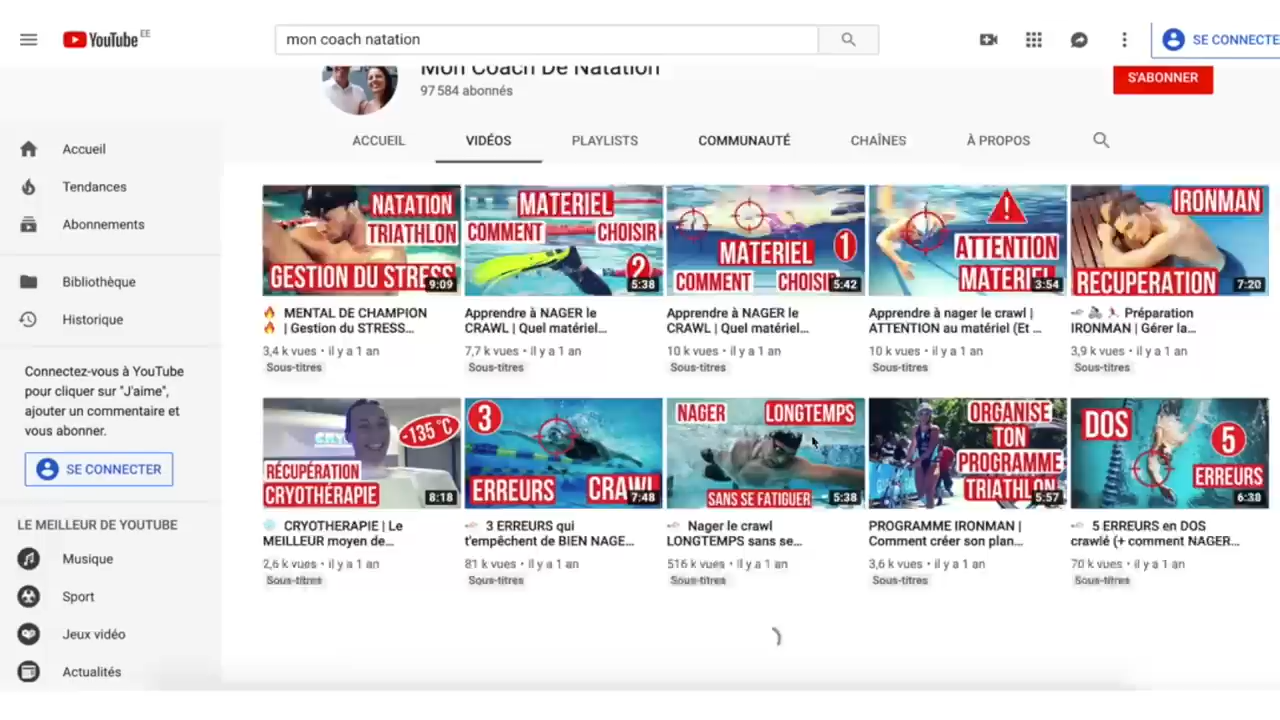 YouTube EE
mon coach natation
SE CONNECTE
Mon Coach De Natation
97 584 abonnés
S'ABONNER
ACCUEIL
VIDÉOS
PLAYLISTS
COMMUNAUTÉ
CHAÎNES
À PROPOS
Accueil
Tendances
Abonnements
Bibliothèque
Historique
Connectez-vous à YouTube
pour cliquer sur "J'aime",
ajouter un commentaire et
vous abonner.
SE CONNECTER
LE MEILLEUR DE YOUTUBE
Musique
Sport
Jeux vidéo
Actualités
NATATION
TRIATHLON
GESTION DU STRESS
9:09
MENTAL DE CHAMPION
| Gestion du STRESS...
3,4 k vues • il y a 1 an
Sous-titres
MATERIEL
COMMENT CHOISIR
2
5:38
Apprendre à NAGER le
CRAWL | Quel matériel...
7,7 k vues • il y a 1 an
Sous-titres
MATERIEL 1
COMMENT CHOISIR
5:42
Apprendre à NAGER le
CRAWL | Quel matériel...
10 k vues • il y a 1 an
Sous-titres
!
ATTENTION
MATERIEL
3:54
Apprendre à nager le crawl |
ATTENTION au matériel (Et ...
10 k vues • il y a 1 an
Sous-titres
IRONMAN
RECUPERATION
7:20
Préparation
IRONMAN | Gérer la...
3,9 k vues • il y a 1 an
Sous-titres
-135°C
RÉCUPÉRATION
CRYOTHÉRAPIE
8:18
CRYOTHERAPIE | Le
MEILLEUR moyen de...
2,6 k vues • il y a 1 an
Sous-titres
3
ERREURS CRAWL
7:48
3 ERREURS qui
t'empêchent de BIEN NAGE...
81 k vues • il y a 1 an
Sous-titres
NAGER LONGTEMPS
SANS SE FATIGUER
5:38
Nager le crawl
LONGTEMPS sans se...
516 k vues • il y a 1 an
Sous-titres
ORGANISE
TON
PROGRAMME
TRIATHLON
5:57
PROGRAMME IRONMAN |
Comment créer son plan...
3,6 k vues • il y a 1 an
Sous-titres
DOS
5
ERREURS
6:38
5 ERREURS en DOS
crawlé (+ comment NAGER...
70 k vues • il y a 1 an
Sous-titres